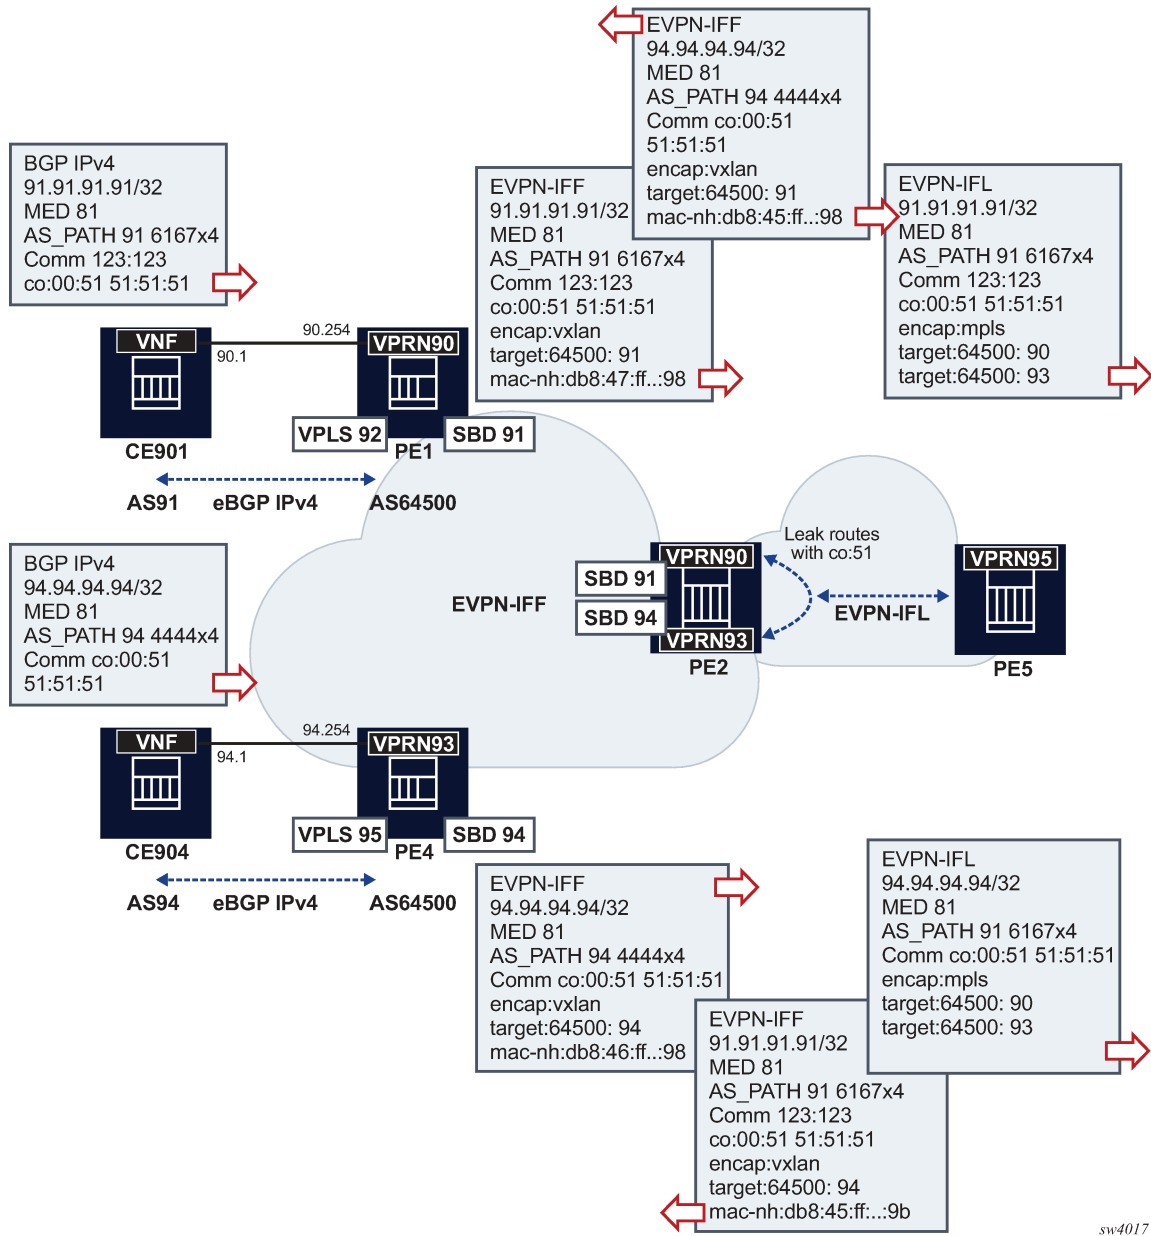 EVPN-IFF
94.94.94.94/32
MED 81
AS_PATH 94 4444x4
Comm co:00:51
51:51:51
encap:vxlan
target:64500: 91
mac-nh:db8:45:ff..:98
BGP IPv4
91.91.91.91/32
MED 81
AS_PATH 91 6167x4
Comm 123:123
co:00:51 51:51:51
EVPN-IFF
91.91.91.91/32
MED 81
AS_PATH 91 6167x4
Comm 123:123
co:00:51 51:51:51
encap:vxlan
target:64500: 91
mac-nh:db8:47:ff..:98
EVPN-IFL
91.91.91.91/32
MED 81
AS_PATH 91 6167x4
Comm 123:123
co:00:51 51:51:51
encap:mpls
target:64500: 90
target:64500: 93
VNF
90.1
90.254
VPRN90
CE901
VPLS 92
PE1
SBD 91
AS91
eBGP IPv4
AS64500
BGP IPv4
94.94.94.94/32
MED 81
AS_PATH 94 4444x4
Comm co:00:51
51:51:51
EVPN-IFF
SBD 91
SBD 94
VPRN90
VPRN93
PE2
Leak routes
with co:51
EVPN-IFL
VPRN95
PE5
VNF
94.1
94.254
VPRN93
CE904
VPLS 95
PE4
SBD 94
AS94
eBGP IPv4
AS64500
EVPN-IFF
94.94.94.94/32
MED 81
AS_PATH 94 4444x4
Comm co:00:51 51:51:51
encap:vxlan
target:64500: 94
mac-nh:db8:46:ff..:98
EVPN-IFF
91.91.91.91/32
MED 81
AS_PATH 91 6167x4
Comm 123:123
co:00:51 51:51:51
encap:vxlan
target:64500: 94
mac-nh:db8:45:ff:..:9b
EVPN-IFL
94.94.94.94/32
MED 81
AS_PATH 91 6167x4
Comm co:00:51 51:51:51
encap:mpls
target:64500: 90
target:64500: 93
sw4017